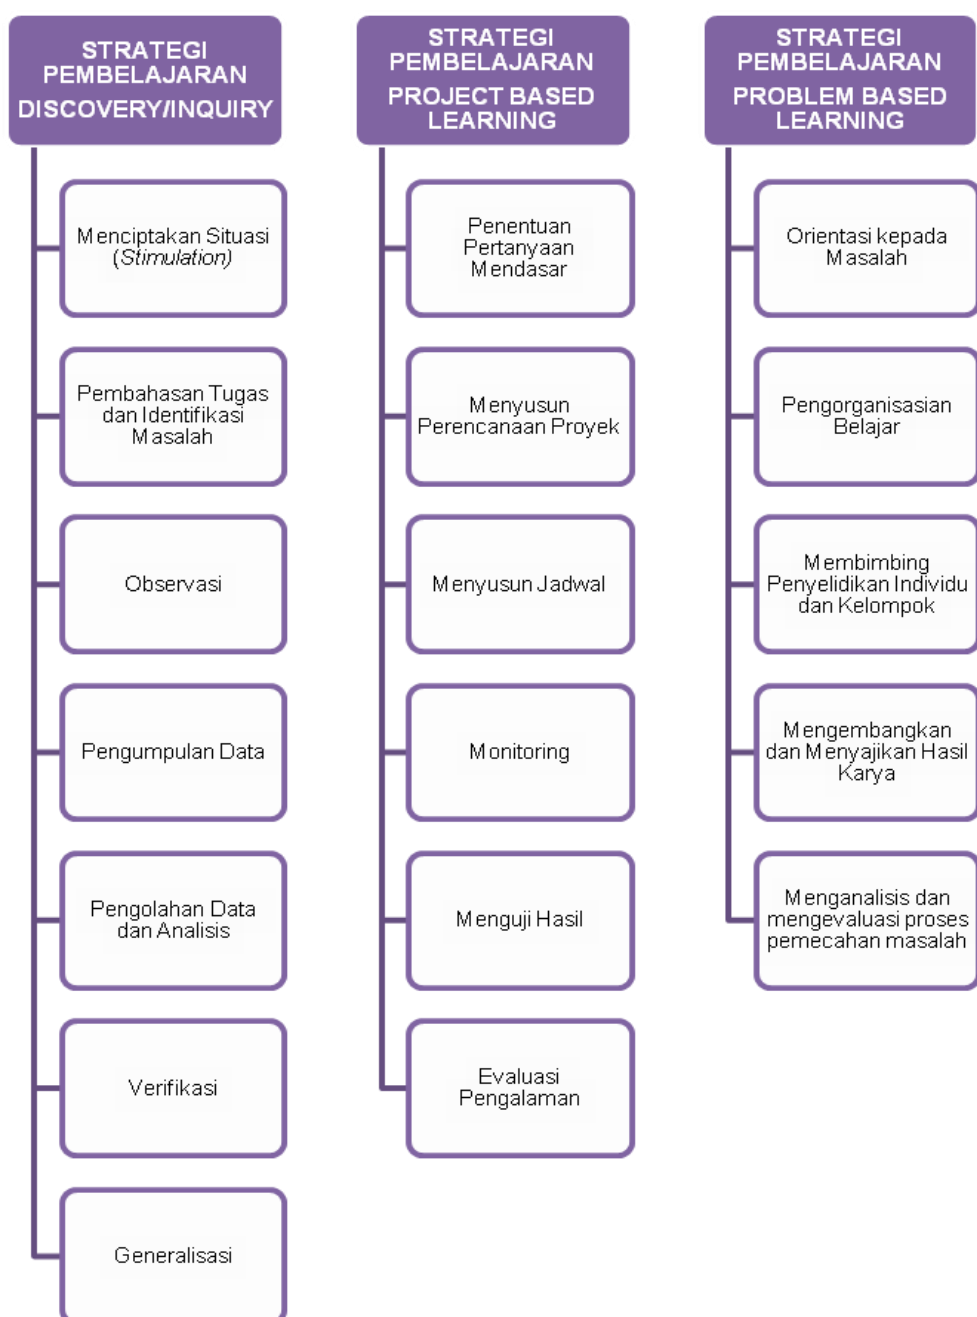 STRATEGI
PEMBELAJARAN
DISCOVERY/INQUIRY
Menciptakan Situasi
(Stimulation)
Pembahasan Tugas
dan Identifikasi
Masalah
Observasi
Pengumpulan Data
Pengolahan Data
dan Analisis
Verifikasi
Generalisasi
STRATEGI
PEMBELAJARAN
PROJECT BASED
LEARNING
Penentuan
Pertanyaan
Mendasar
Menyusun
Perencanaan Proyek
Menyusun Jadwal
Monitoring
Menguji Hasil
Evaluasi
Pengalaman
STRATEGI
PEMBELAJARAN
PROBLEM BASED
LEARNING
Orientasi kepada
Masalah
Pengorganisasian
Belajar
Membimbing
Penyelidikan Individu
dan Kelompok
Mengembangkan
dan Menyajikan Hasil
Karya
Menganalisis dan
mengevaluasi proses
pemecahan masalah